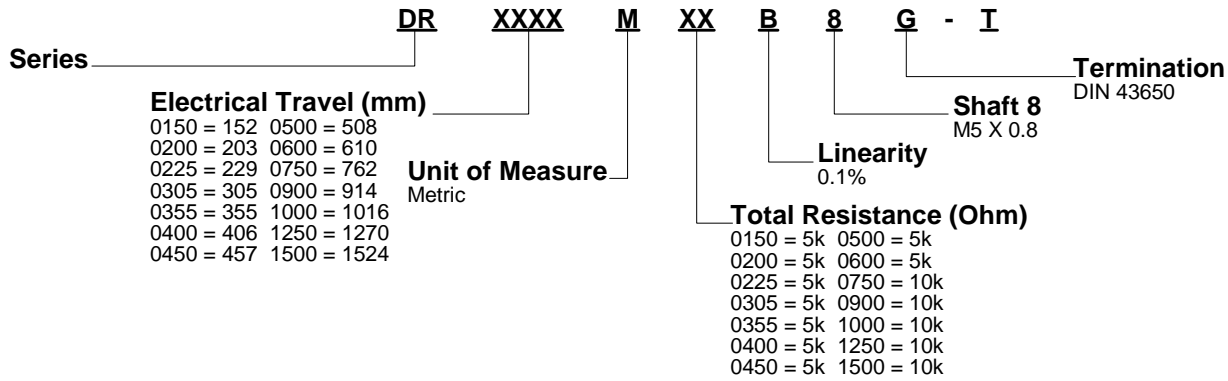 DR XXXX M XX B 8 G - T
Series
Termination
DIN 43650
Electrical Travel (mm)
0150 = 152 0500 = 508
0200 = 203 0600 = 610
0225 = 229 0750 = 762
0305 = 305 0900 = 914
0355 = 355 1000 = 1016
0400 = 406 1250 = 1270
0450 = 457 1500 = 1524
Shaft 8
M5 X 0.8
Unit of Measure
Metric
Linearity
0.1%
Total Resistance (Ohm)
0150 = 5k 0500 = 5k
0200 = 5k 0600 = 5k
0225 = 5k 0750 = 10k
0305 = 5k 0900 = 10k
0355 = 5k 1000 = 10k
0400 = 5k 1250 = 10k
0450 = 5k 1500 = 10k